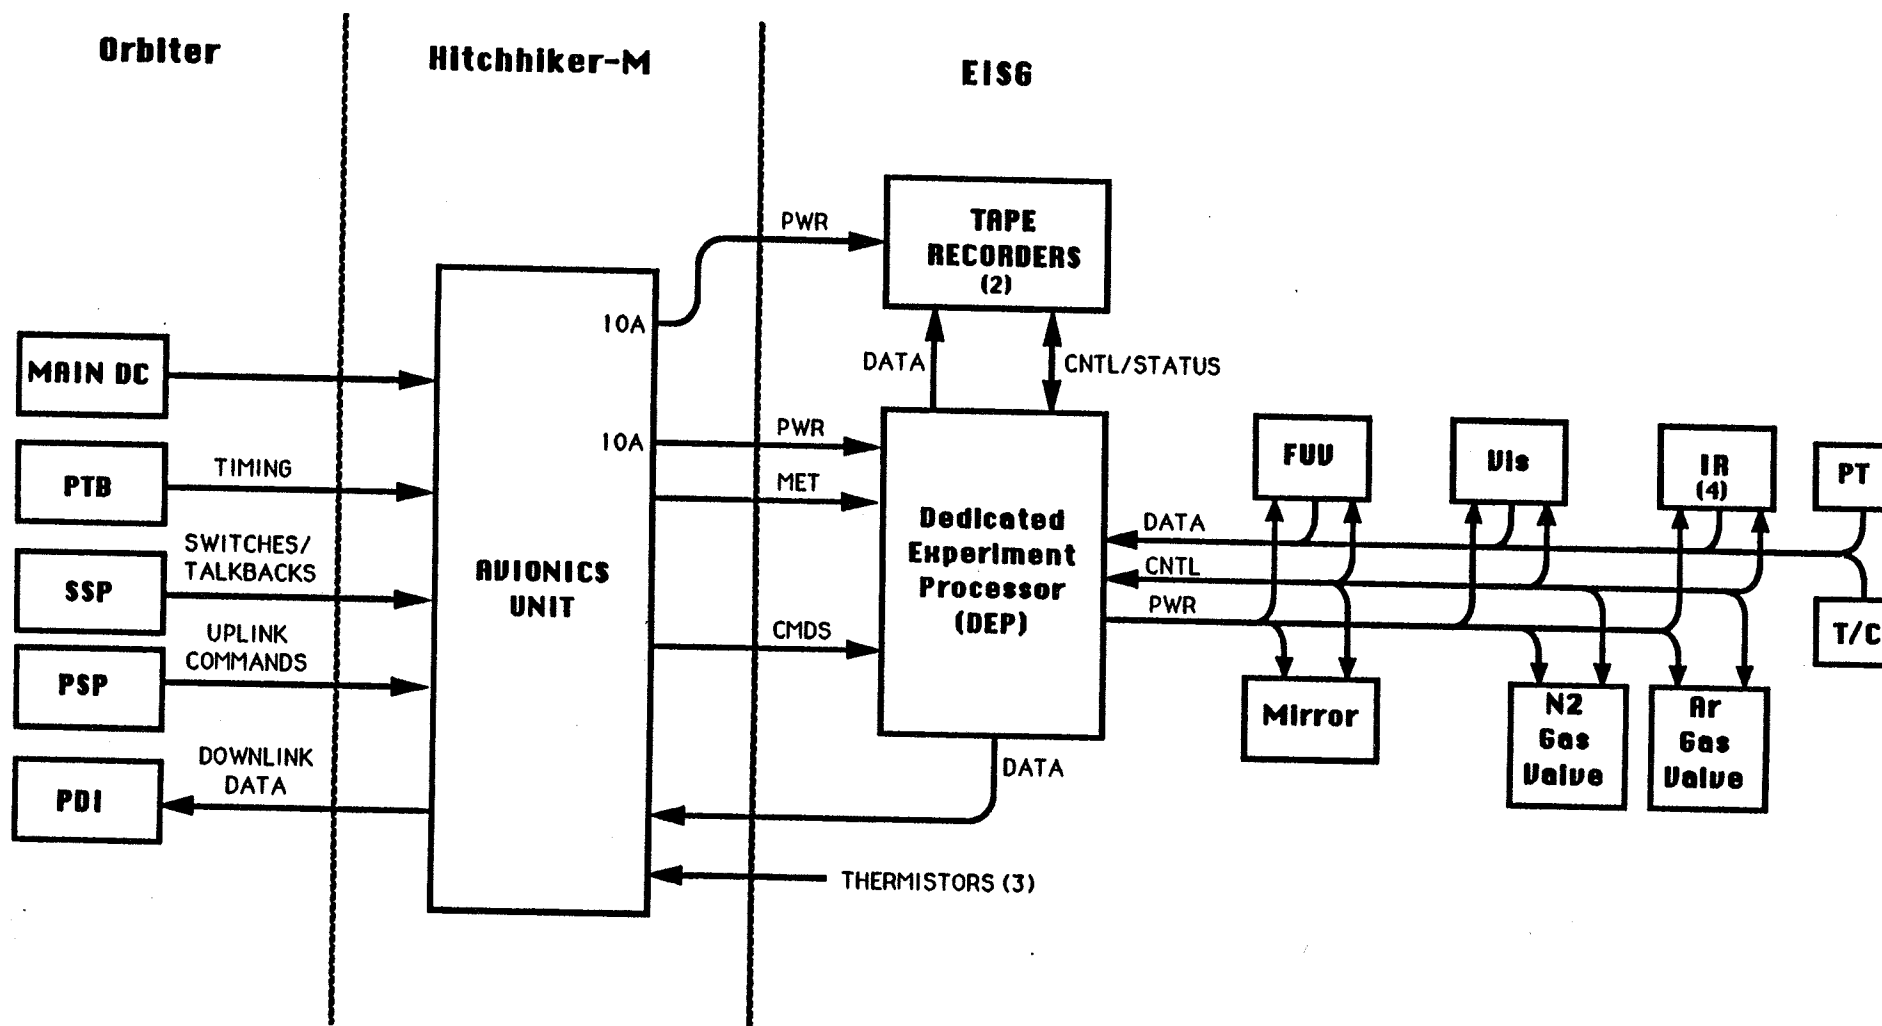 Orbiter
Hitchhiker-M
EISG
MAIN DC
PTB
TIMING
SSP
SWITCHES/
TALKBACKS
PSP
UPLINK
COMMANDS
PDI
DOWNLINK
DATA
10A
10A
AVIONICS
UNIT
PWR
PWR
MET
CMDS
DATA
THERMISTORS (3)
TAPE
RECORDERS
(2)
DATA
CNTL/STATUS
Dedicated
Experiment
Processor
(DEP)
DATA
CNTL
PWR
FUV
Vis
IR
(4)
PT
T/C
Mirror
N2
Gas
Valve
Ar
Gas
Valve